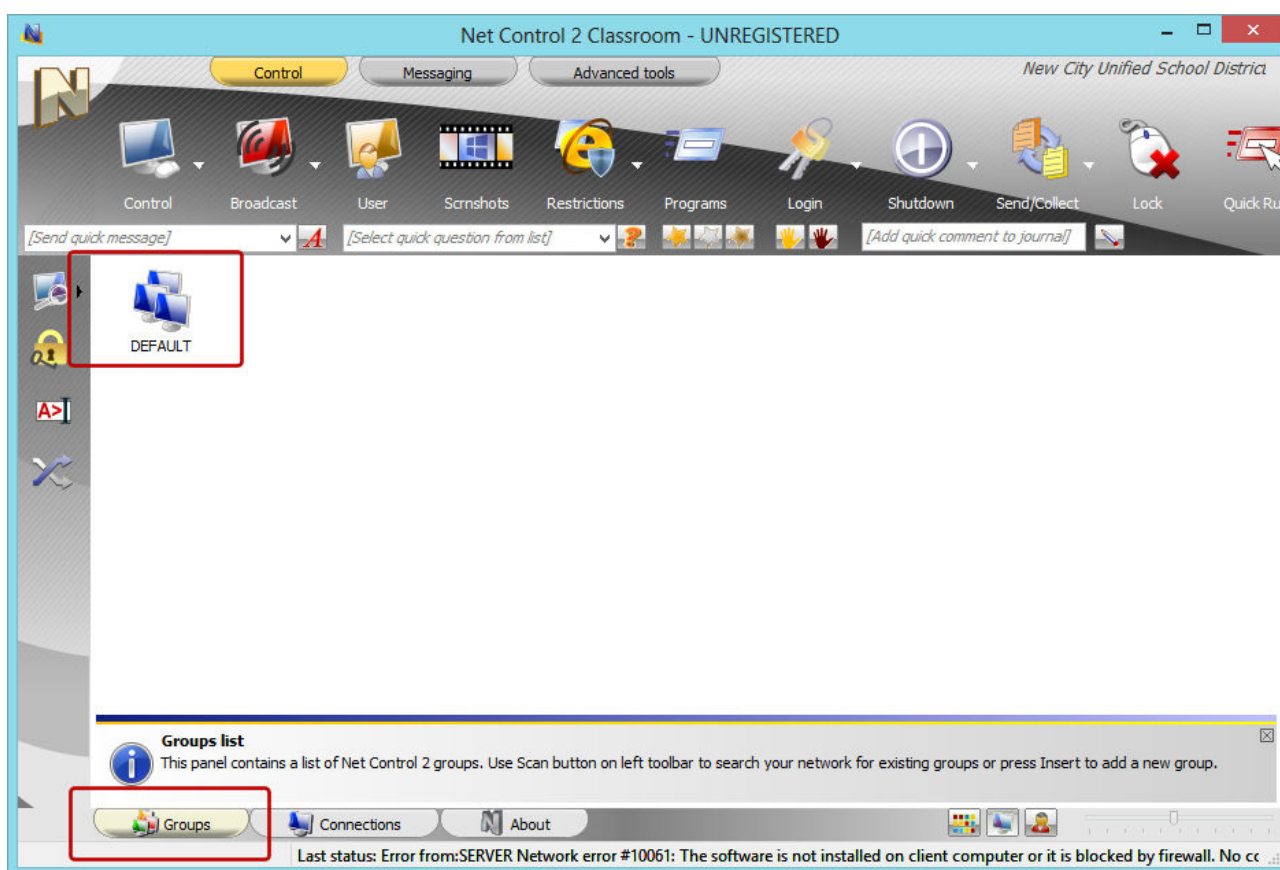 Net Control 2 Classroom - UNREGISTERED
Control Messaging Advanced tools New City Unified School District
Control Broadcast User Scrnshots Restrictions Programs Login Shutdown Send/Collect Lock Quick Ru
[Send quick message] A [Select quick question from list] ? [Add quick comment to journal]
DEFAULT
A>
Groups list
This panel contains a list of Net Control 2 groups. Use Scan button on left toolbar to search your network for existing groups or press Insert to add a new group.
Groups Connections About
Last status: Error from:SERVER Network error #10061: The software is not installed on client computer or it is blocked by firewall. No cc